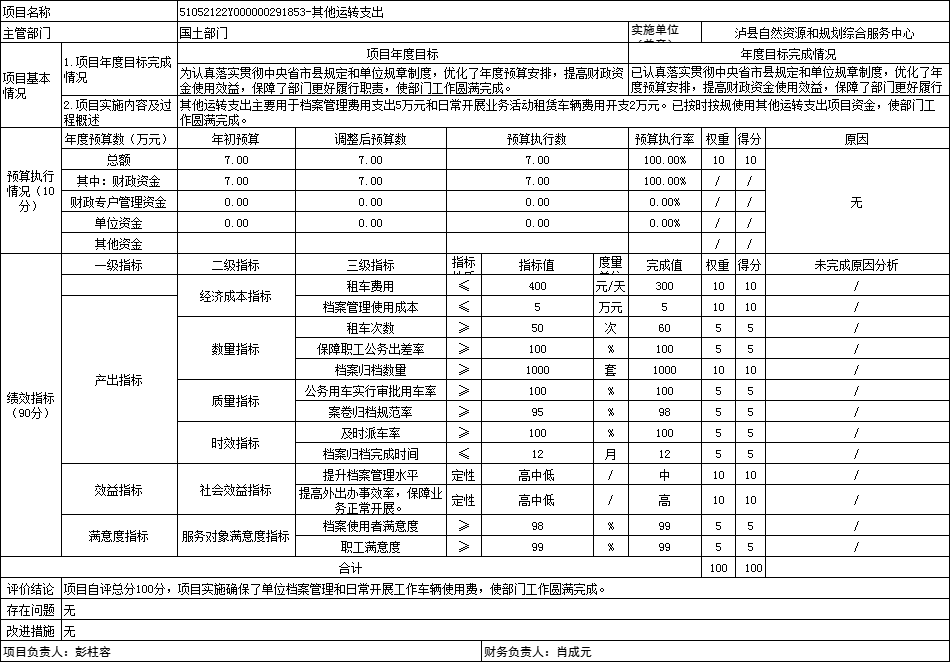 项目名称 51052122Y000000291853-其他运转支出
主管部门 国土部门 实施单位 泸县自然资源和规划综合服务中心
项目基本情况 1.项目年度目标完成情况 项目年度目标 年度目标完成情况
为认真落实贯彻中央省市县规定和单位规章制度，优化了年度预算安排，提高财政资金使用效益，保障了部门更好履行职责，使部门工作圆满完成。 已认真落实贯彻中央省市县规定和单位规章制度，优化了年度预算安排，提高财政资金使用效益，保障了部门更好履行
2.项目实施内容及过程概述 其他运转支出主要用于档案管理费用支出5万元和日常开展业务活动租赁车辆费用开支2万元。已按时按规使用其他运转支出项目资金，使部门工作圆满完成。
预算执行情况（10分） 年度预算数（万元） 年初预算 调整后预算数 预算执行数 预算执行率 权重 得分 原因
总额 7.00 7.00 7.00 100.00% 10 10 无
其中：财政资金 7.00 7.00 7.00 100.00% / /
财政专户管理资金 0.00 0.00 0.00 0.00% / /
单位资金 0.00 0.00 0.00 0.00% / /
其他资金 / /
绩效指标（90分） 一级指标 二级指标 三级指标 指标 指标值 度量 完成值 权重 得分 未完成原因分析
经济成本指标 租车费用 ≤ 400 元/天 300 10 10 /
档案管理使用成本 ≤ 5 万元 5 10 10 /
产出指标 数量指标 租车次数 ≥ 50 次 60 5 5 /
保障职工公务出差率 ≥ 100 % 100 5 5 /
档案归档数量 ≥ 1000 套 1000 10 10 /
质量指标 公务用车实行审批用车率 ≥ 100 % 100 5 5 /
案卷归档规范率 ≥ 95 % 98 5 5 /
时效指标 及时派车率 ≥ 100 % 100 5 5 /
档案归档完成时间 ≤ 12 月 12 5 5 /
效益指标 社会效益指标 提升档案管理水平 定性 高中低 / 中 10 10 /
提高外出办事效率，保障业务正常开展。 定性 高中低 / 高 10 10 /
满意度指标 服务对象满意度指标 档案使用者满意度 ≥ 98 % 99 5 5 /
职工满意度 ≥ 99 % 99 5 5 /
合计 100 100
评价结论 项目自评总分100分，项目实施确保了单位档案管理和日常开展工作车辆使用费，使部门工作圆满完成。
存在问题 无
改进措施 无
项目负责人：彭柱容 财务负责人：肖成元